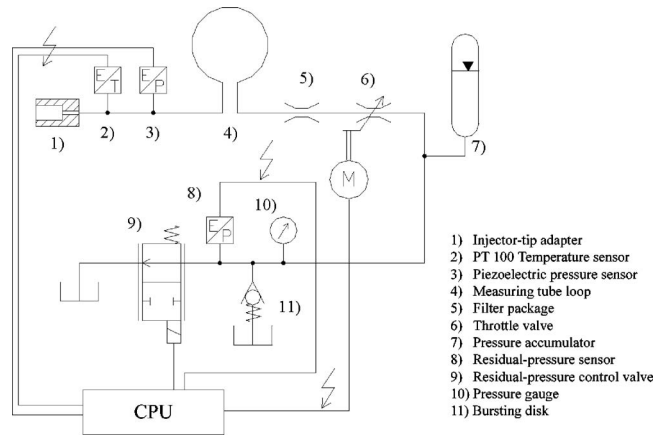 E
T
E
P
1)
2)
3)
4)
5)
6)
7)
M
8)
E
P
9)
10)
11)
CPU
1) Injector-tip adapter
2) PT 100 Temperature sensor
3) Piezoelectric pressure sensor
4) Measuring tube loop
5) Filter package
6) Throttle valve
7) Pressure accumulator
8) Residual-pressure sensor
9) Residual-pressure control valve
10) Pressure gauge
11) Bursting disk